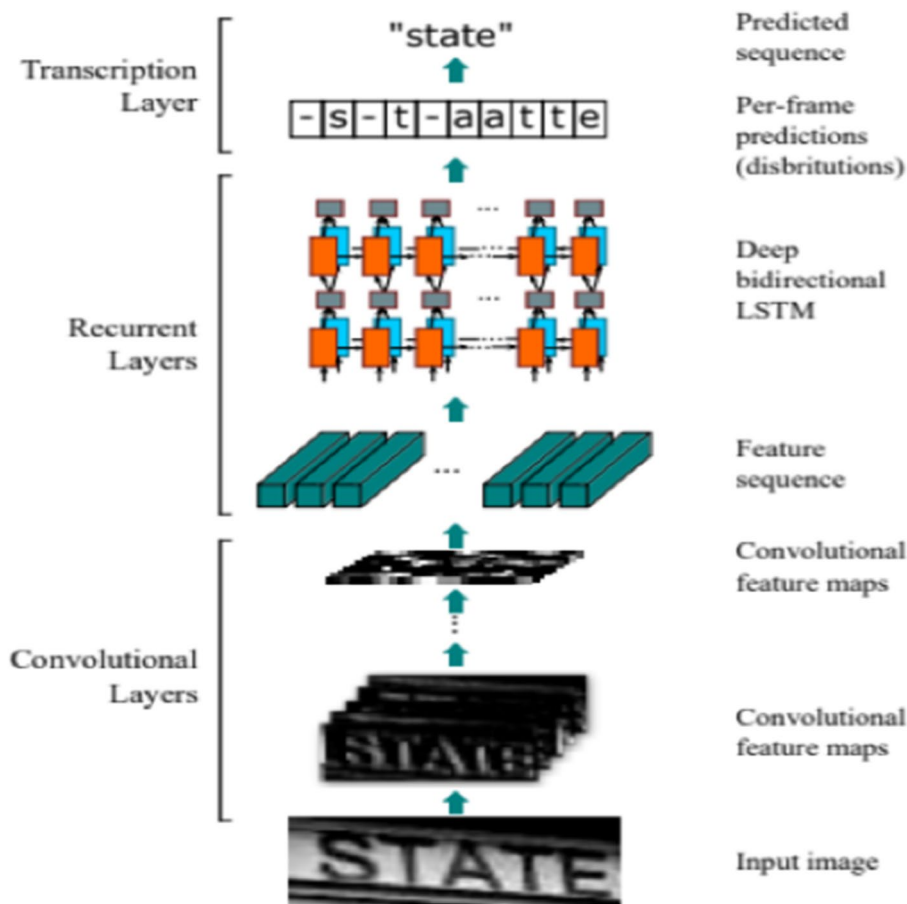 "state"
Predicted
sequence
Transcription
Layer
-s-t-aatte
Per-frame
predictions
(disbritutions)
Recurrent
Layers
Deep
bidirectional
LSTM
...
...
Feature
sequence
...
Convolutional
Layers
Convolutional
feature maps
STATE
Convolutional
feature maps
STATE
Input image